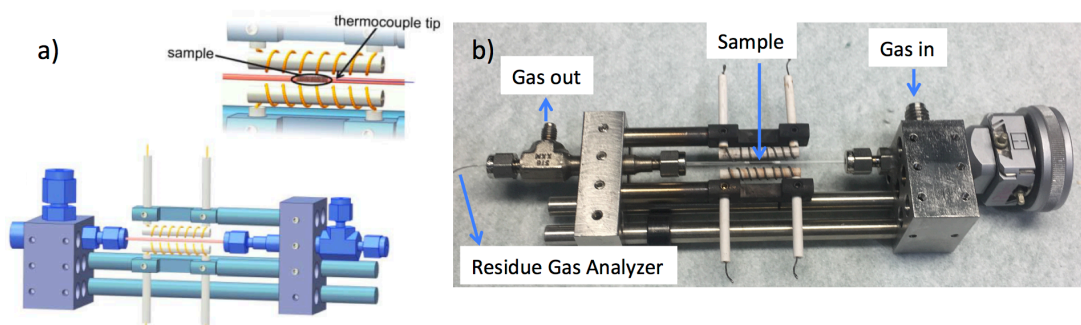 a)
thermocouple tip
sample
b)
Gas out
Sample
Gas in
Residue Gas Analyzer